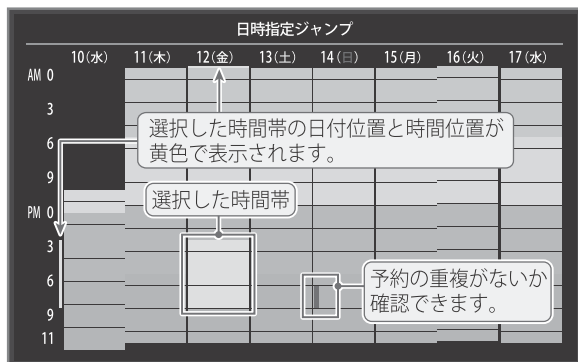 日時指定ジャンプ
10(水) 11(木) 12(金) 13(土) 14(日) 15(月) 16(火) 17(水)
AM 0
3
6
9
PM 0
3
6
9
11
選択した時間帯の日付位置と時間位置が
黄色で表示されます。
選択した時間帯
予約の重複がないか
確認できます。